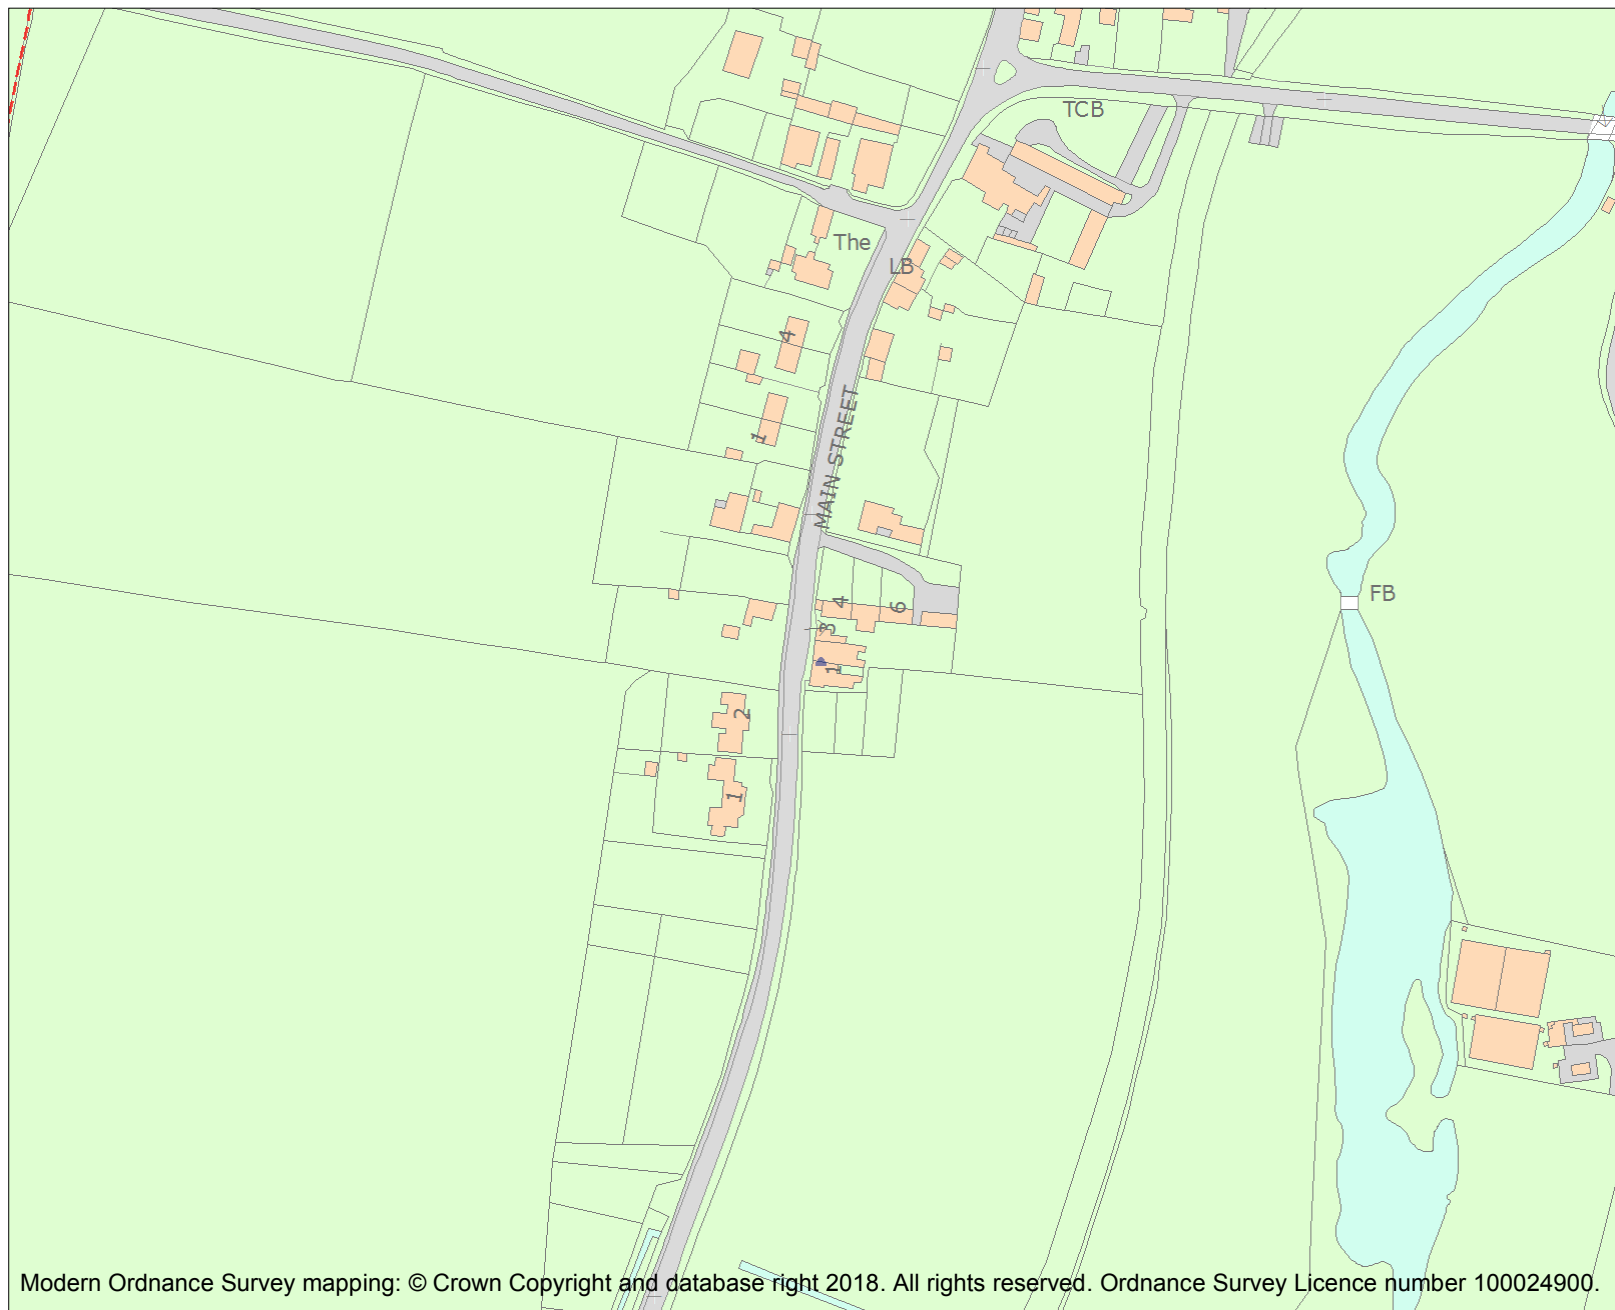 TCB
The
LB
4
1
MAIN STREET
FB
4
6
3
1
2
1
Modern Ordnance Survey mapping: © Crown Copyright and database right 2018. All rights reserved. Ordnance Survey Licence number 100024900.